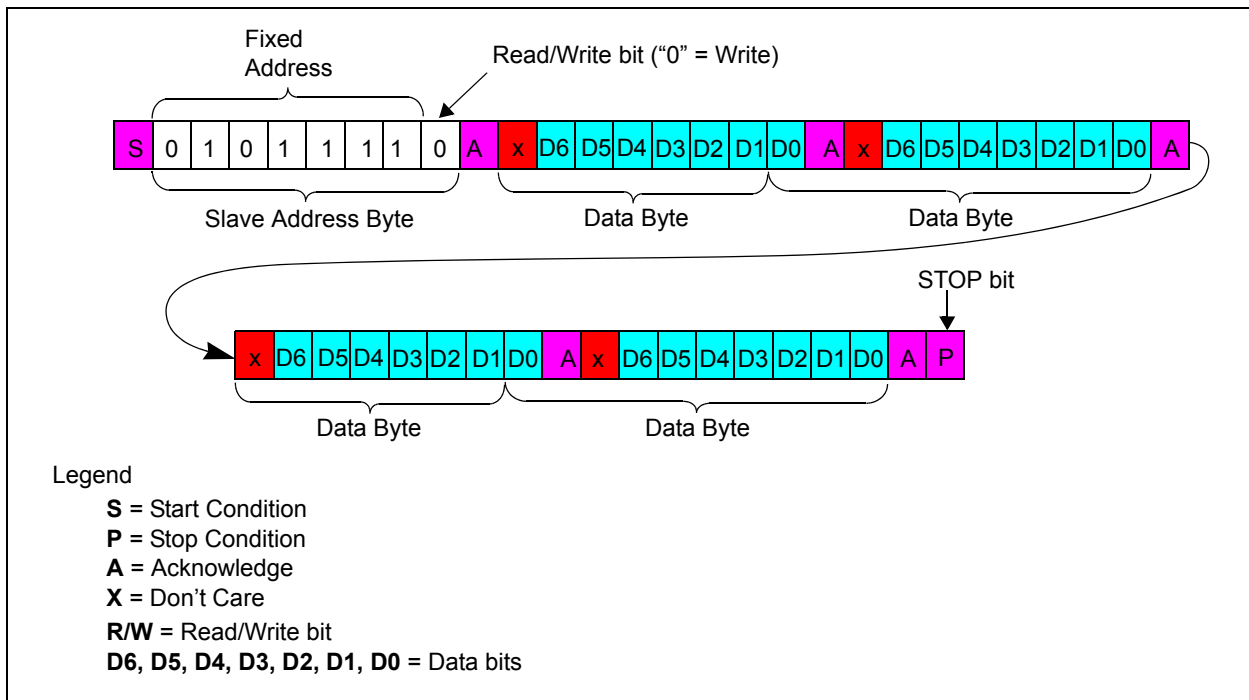 Fixed
Address
Read/Write bit (“0” = Write)
S 0 1 0 1 1 1 1 0 A x D6 D5 D4 D3 D2 D1 D0 A x D6 D5 D4 D3 D2 D1 D0 A
Slave Address Byte Data Byte Data Byte
STOP bit
x D6 D5 D4 D3 D2 D1 D0 A x D6 D5 D4 D3 D2 D1 D0 A P
Data Byte Data Byte
Legend
S = Start Condition
P = Stop Condition
A = Acknowledge
X = Don’t Care
R/W = Read/Write bit
D6, D5, D4, D3, D2, D1, D0 = Data bits